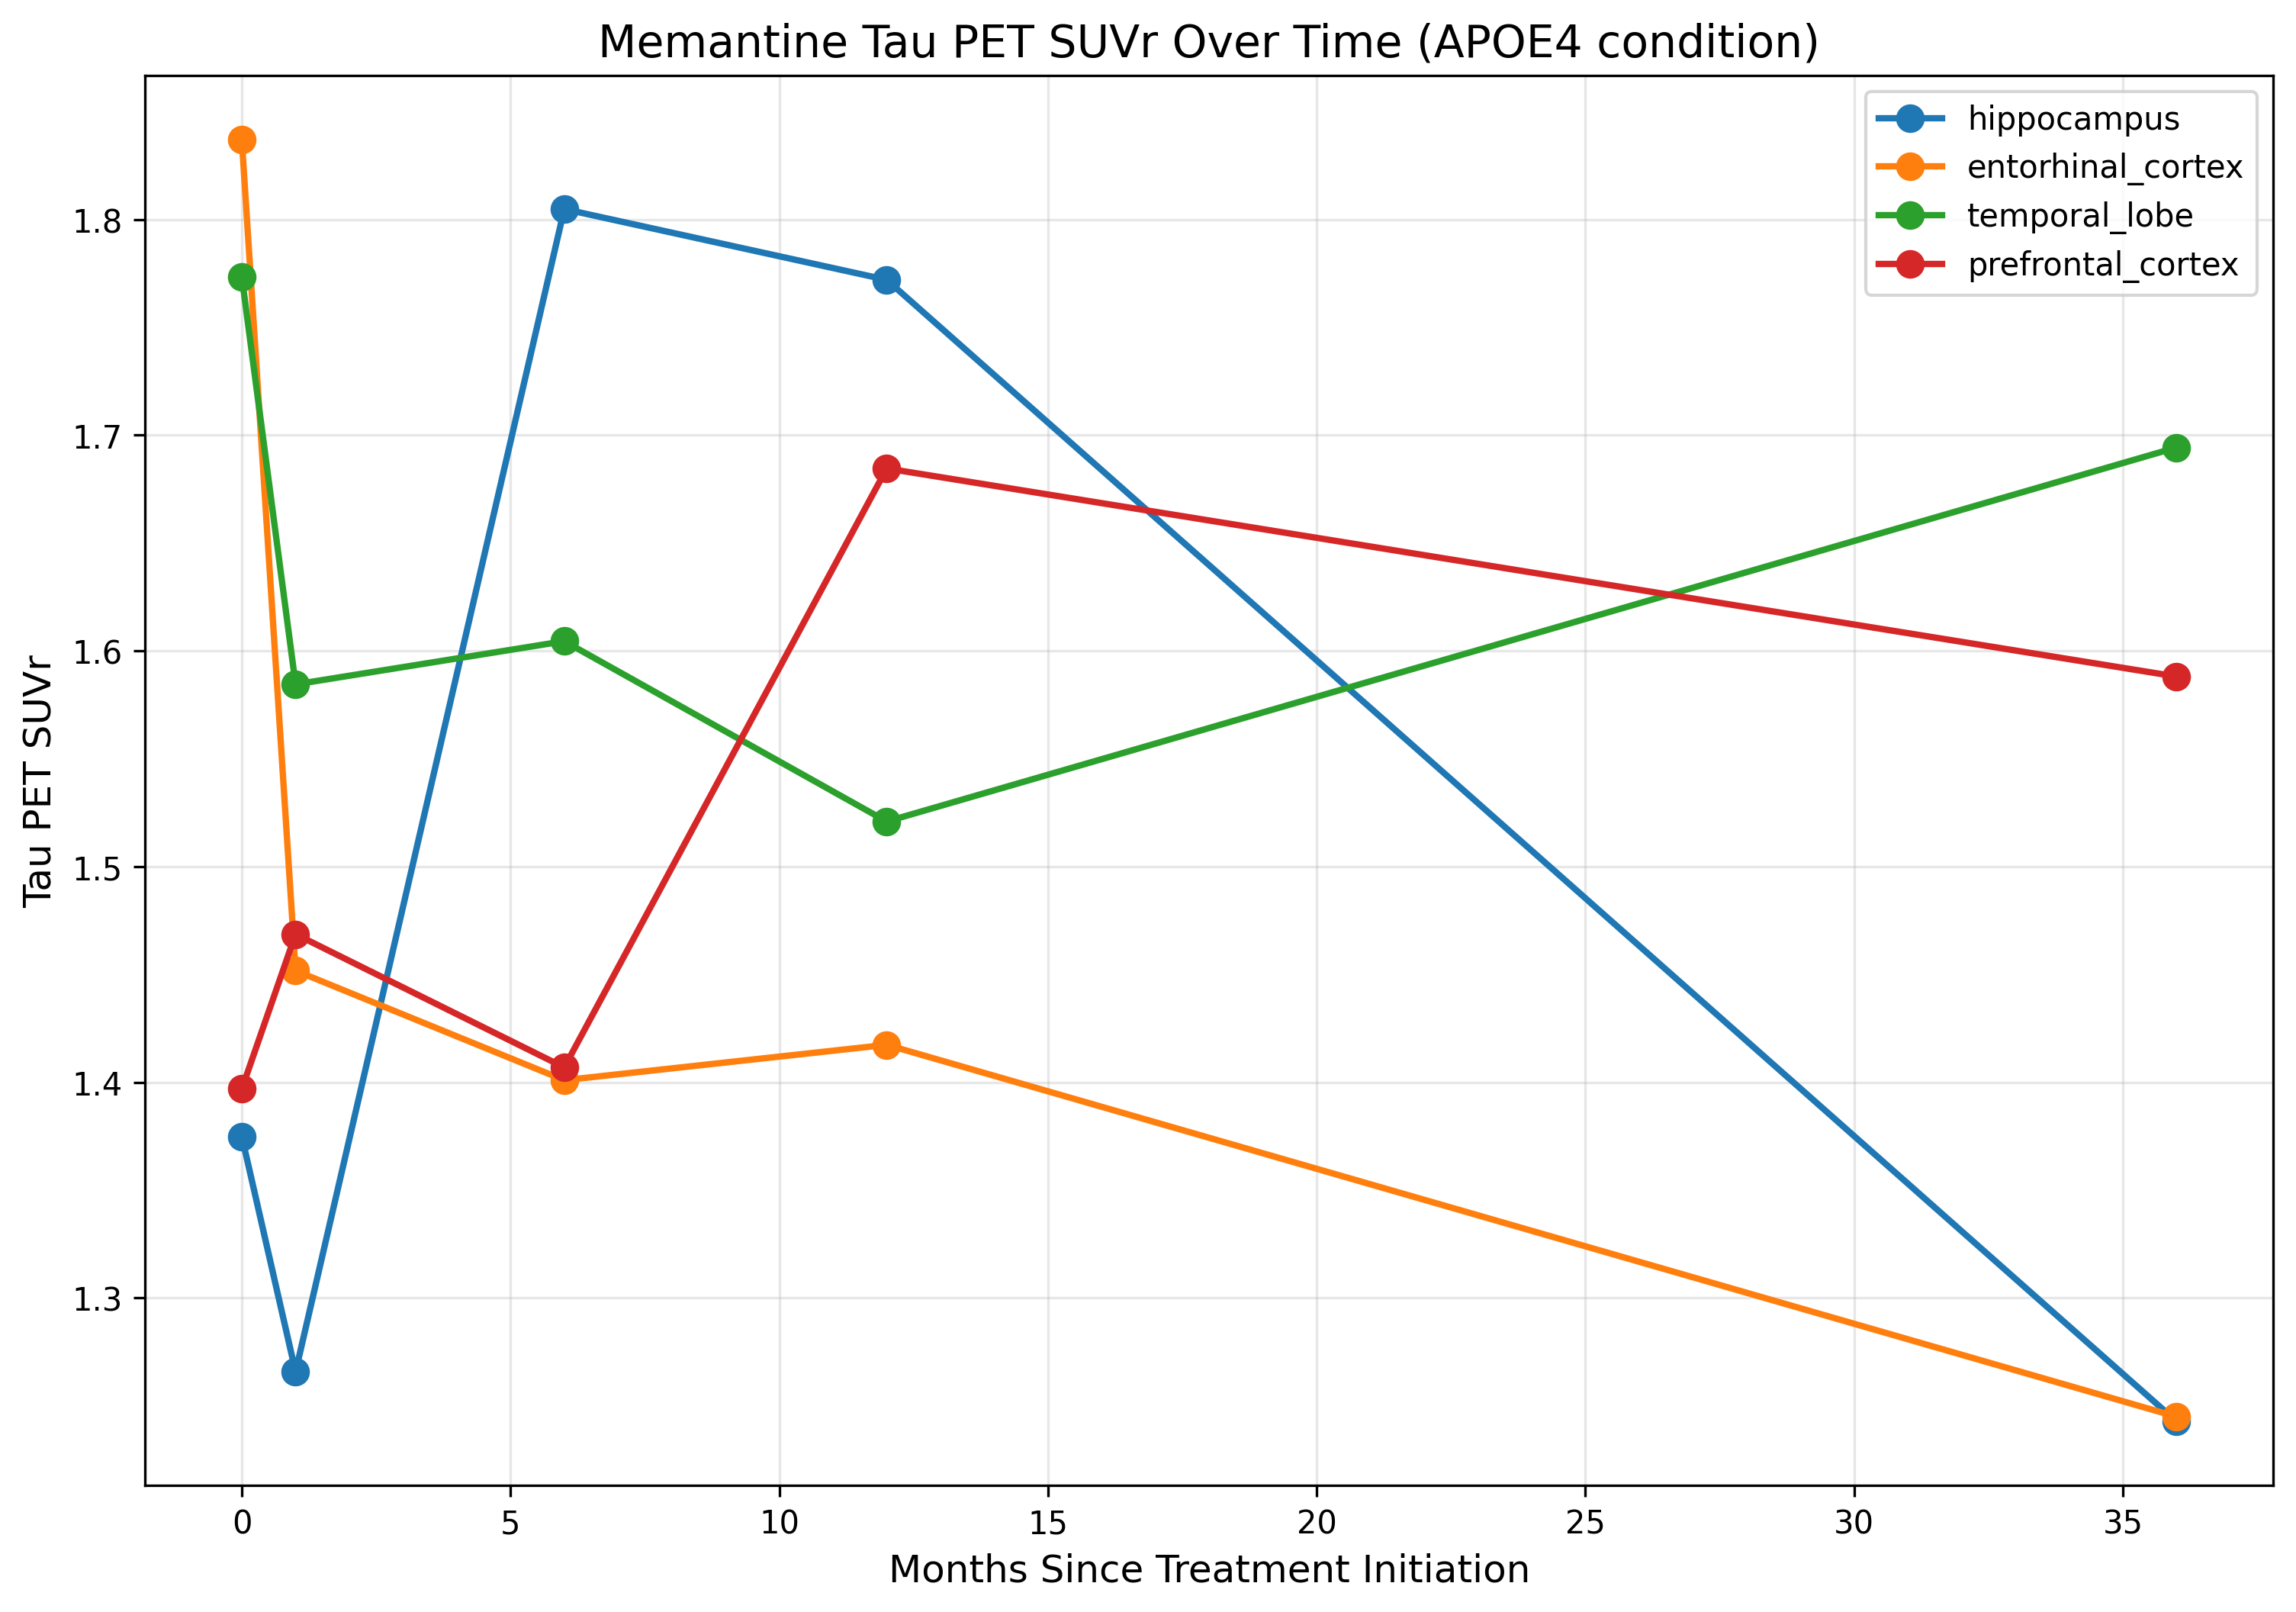 Memantine Tau PET SUVr Over Time (APOE4 condition)
hippocampus
entorhinal_cortex
temporal_lobe
prefrontal_cortex
Tau PET SUVr
1.8
1.7
1.6
1.5
1.4
1.3
0 5 10 15 20 25 30 35
Months Since Treatment Initiation